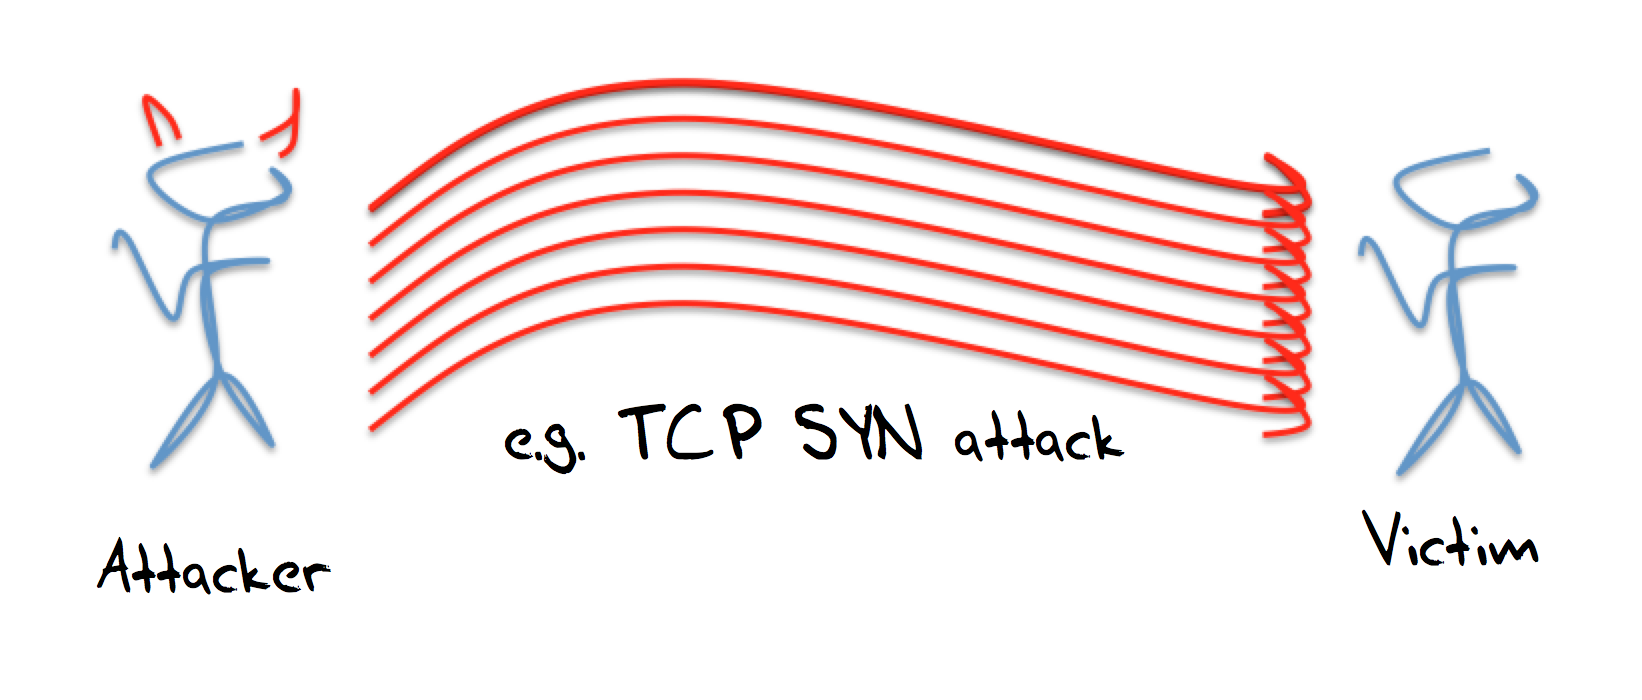 e.g. TCP SYN attack
Attacker
Victim